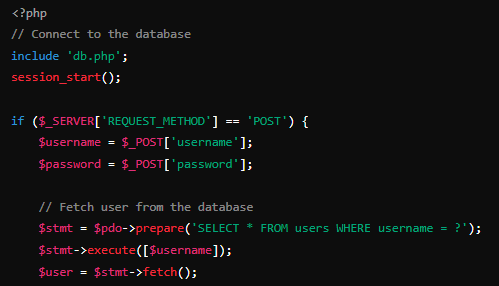 <?php
// Connect to the database
include 'db.php';
session_start();
if ($_SERVER['REQUEST_METHOD'] == 'POST') {
$username = $_POST['username'];
$password = $_POST['password'];
// Fetch user from the database
$stmt = $pdo->prepare('SELECT * FROM users WHERE username = ?');
$stmt->execute([$username]);
$user = $stmt->fetch();